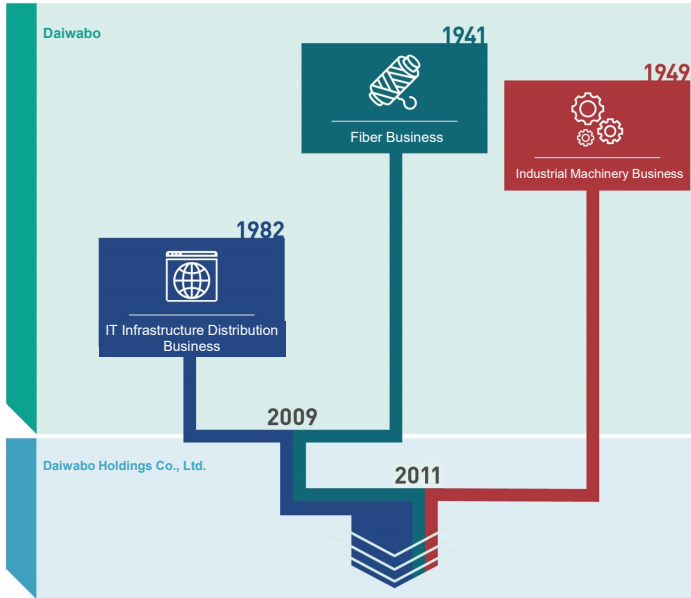 Daiwabo
1941
Fiber Business
1949
Industrial Machinery Business
1982
IT Infrastructure Distribution
Business
2009
Daiwabo Holdings Co., Ltd.
2011